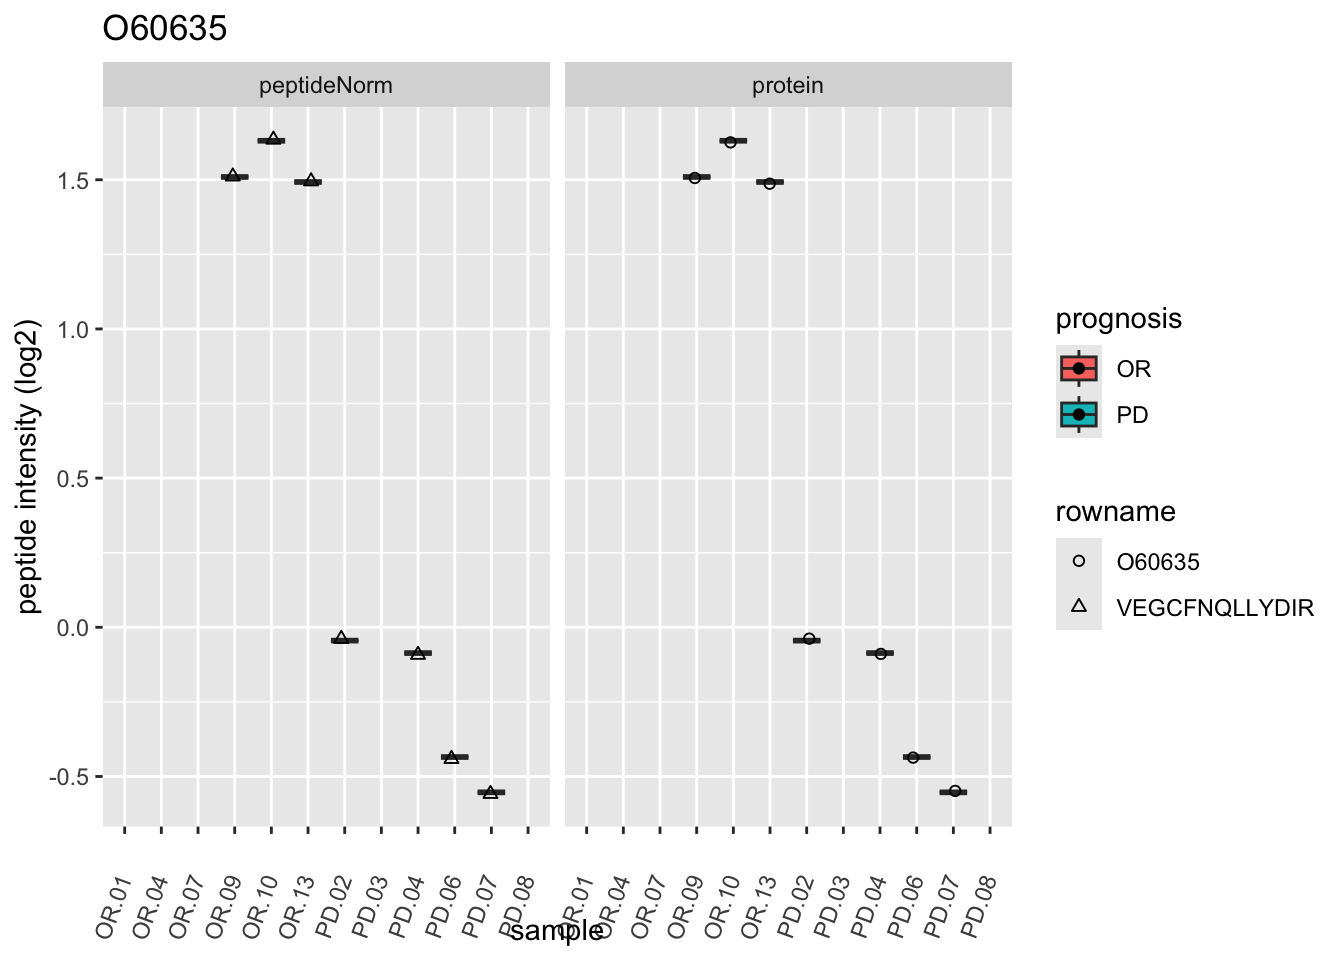 O60635
peptideNorm
protein
peptide intensity (log2)
1.5
1.0
0.5
0.0
-0.5
OR.01
OR.04
OR.07
OR.09
OR.10
OR.13
PD.02
PD.03
PD.04
PD.06
PD.07
PD.08
OR.01
OR.04
OR.07
OR.09
OR.10
OR.13
PD.02
PD.03
PD.04
PD.06
PD.07
PD.08
sample
prognosis
OR
PD
rowname
O60635
VEGCFNQLLYDIR